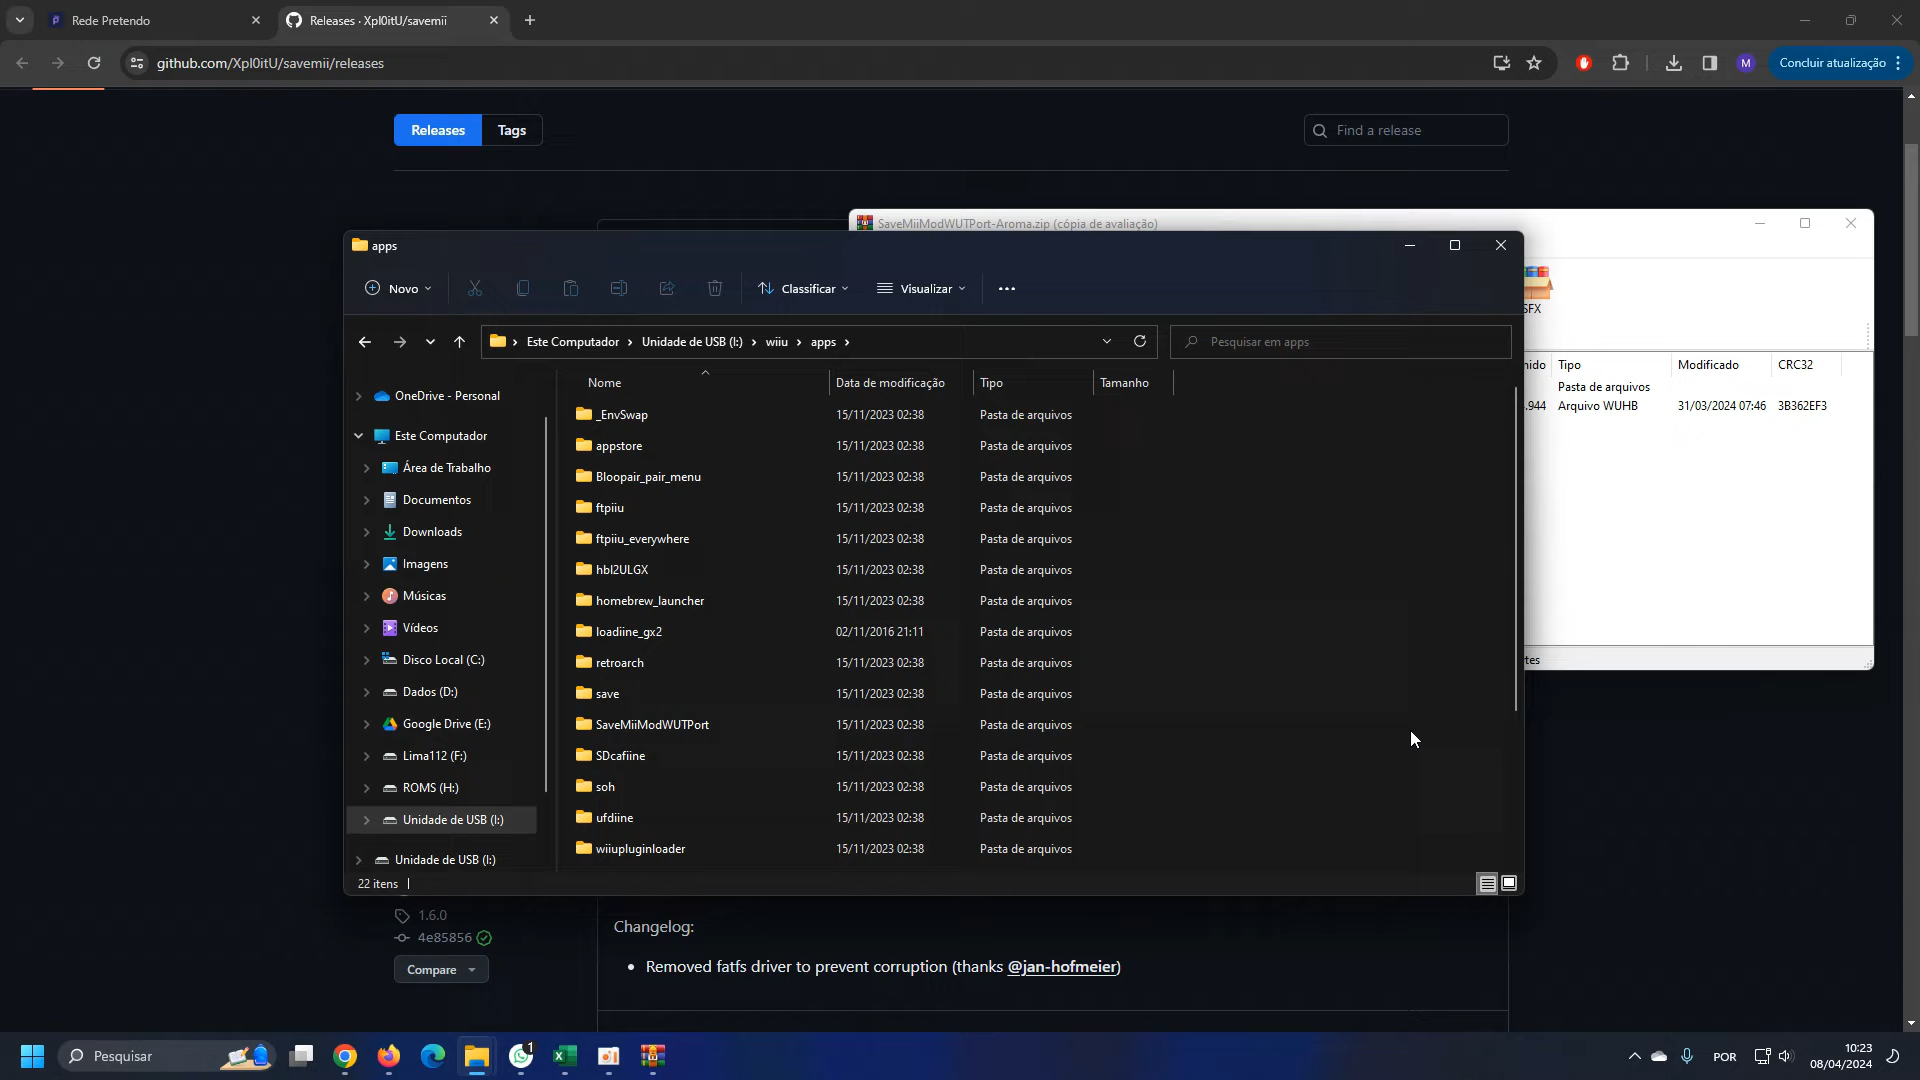 Rede Pretendo
Releases · Xpl0itU/savemii
github.com/Xpl0itU/savemii/releases
M
Concluir atualização
Releases
Tags
Find a release
SaveMiiModWUTPort-Aroma.zip (cópia de avaliação)
apps
Novo
Classificar
Visualizar
SFX
Este Computador
Unidade de USB (I:)
wiiu
apps
Pesquisar em apps
Tipo
Modificado
CRC32
Nome
Data de modificação
Tipo
Tamanho
Pasta de arquivos
.944
Arquivo WUHB
31/03/2024 07:46
3B362EF3
OneDrive - Personal
Este Computador
Área de Trabalho
Documentos
Downloads
Imagens
Músicas
Vídeos
Disco Local (C:)
Dados (D:)
Google Drive (E:)
Lima112 (F:)
ROMS (H:)
Unidade de USB (I:)
Unidade de USB (I:)
_EnvSwap 15/11/2023 02:38 Pasta de arquivos
appstore 15/11/2023 02:38 Pasta de arquivos
Bloopair_pair_menu 15/11/2023 02:38 Pasta de arquivos
ftpiiu 15/11/2023 02:38 Pasta de arquivos
ftpiiu_everywhere 15/11/2023 02:38 Pasta de arquivos
hbl2ULGX 15/11/2023 02:38 Pasta de arquivos
homebrew_launcher 15/11/2023 02:38 Pasta de arquivos
loadiine_gx2 02/11/2016 21:11 Pasta de arquivos
retroarch 15/11/2023 02:38 Pasta de arquivos
save 15/11/2023 02:38 Pasta de arquivos
SaveMiiModWUTPort 15/11/2023 02:38 Pasta de arquivos
SDcafiine 15/11/2023 02:38 Pasta de arquivos
soh 15/11/2023 02:38 Pasta de arquivos
ufdiine 15/11/2023 02:38 Pasta de arquivos
wiiupluginloader 15/11/2023 02:38 Pasta de arquivos
22 itens
1.6.0
4e85856
Compare
Changelog:
Removed fatfs driver to prevent corruption (thanks @jan-hofmeier)
Pesquisar
1
POR
10:23
08/04/2024